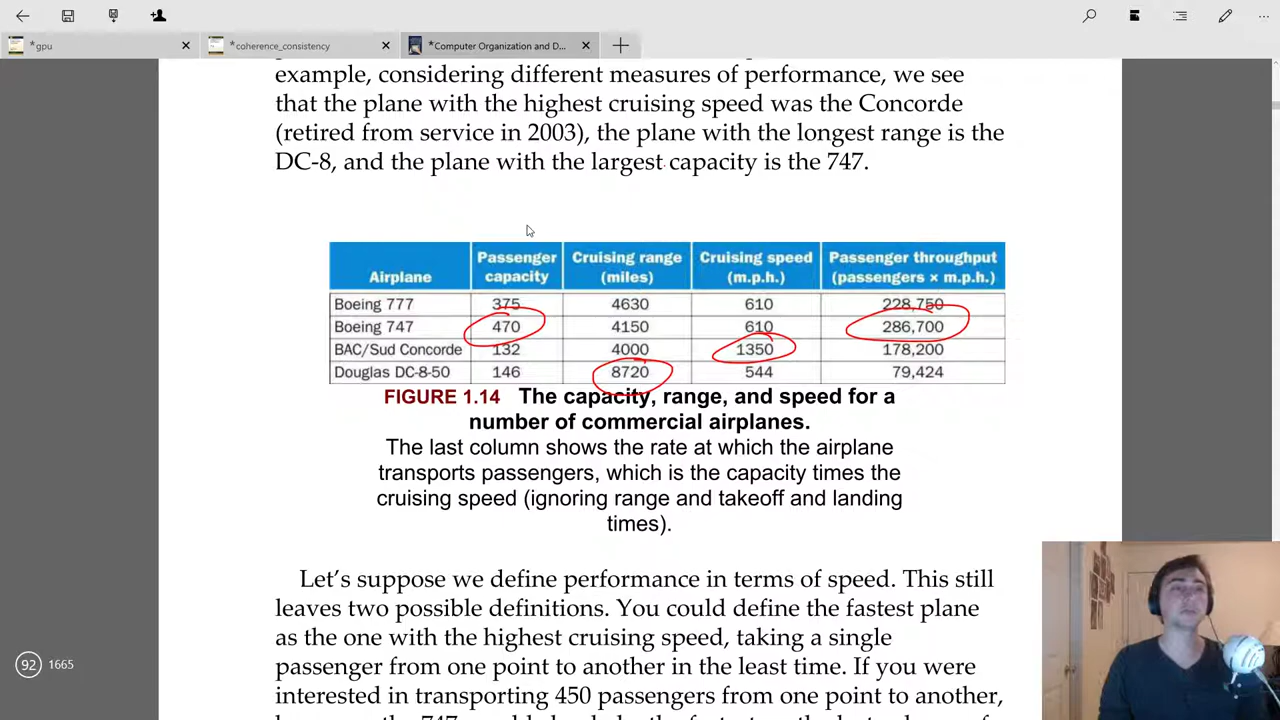 *gpu
*coherence_consistency
*Computer Organization and D...
example, considering different measures of performance, we see
that the plane with the highest cruising speed was the Concorde
(retired from service in 2003), the plane with the longest range is the
DC-8, and the plane with the largest capacity is the 747.
Airplane Passenger capacity Cruising range (miles) Cruising speed (m.p.h.) Passenger throughput (passengers × m.p.h.)
Boeing 777 375 4630 610 228,750
Boeing 747 470 4150 610 286,700
BAC/Sud Concorde 132 4000 1350 178,200
Douglas DC-8-50 146 8720 544 79,424
FIGURE 1.14 The capacity, range, and speed for a
number of commercial airplanes.
The last column shows the rate at which the airplane
transports passengers, which is the capacity times the
cruising speed (ignoring range and takeoff and landing
times).
Let's suppose we define performance in terms of speed. This still
leaves two possible definitions. You could define the fastest plane
as the one with the highest cruising speed, taking a single
passenger from one point to another in the least time. If you were
interested in transporting 450 passengers from one point to another,
92 1665